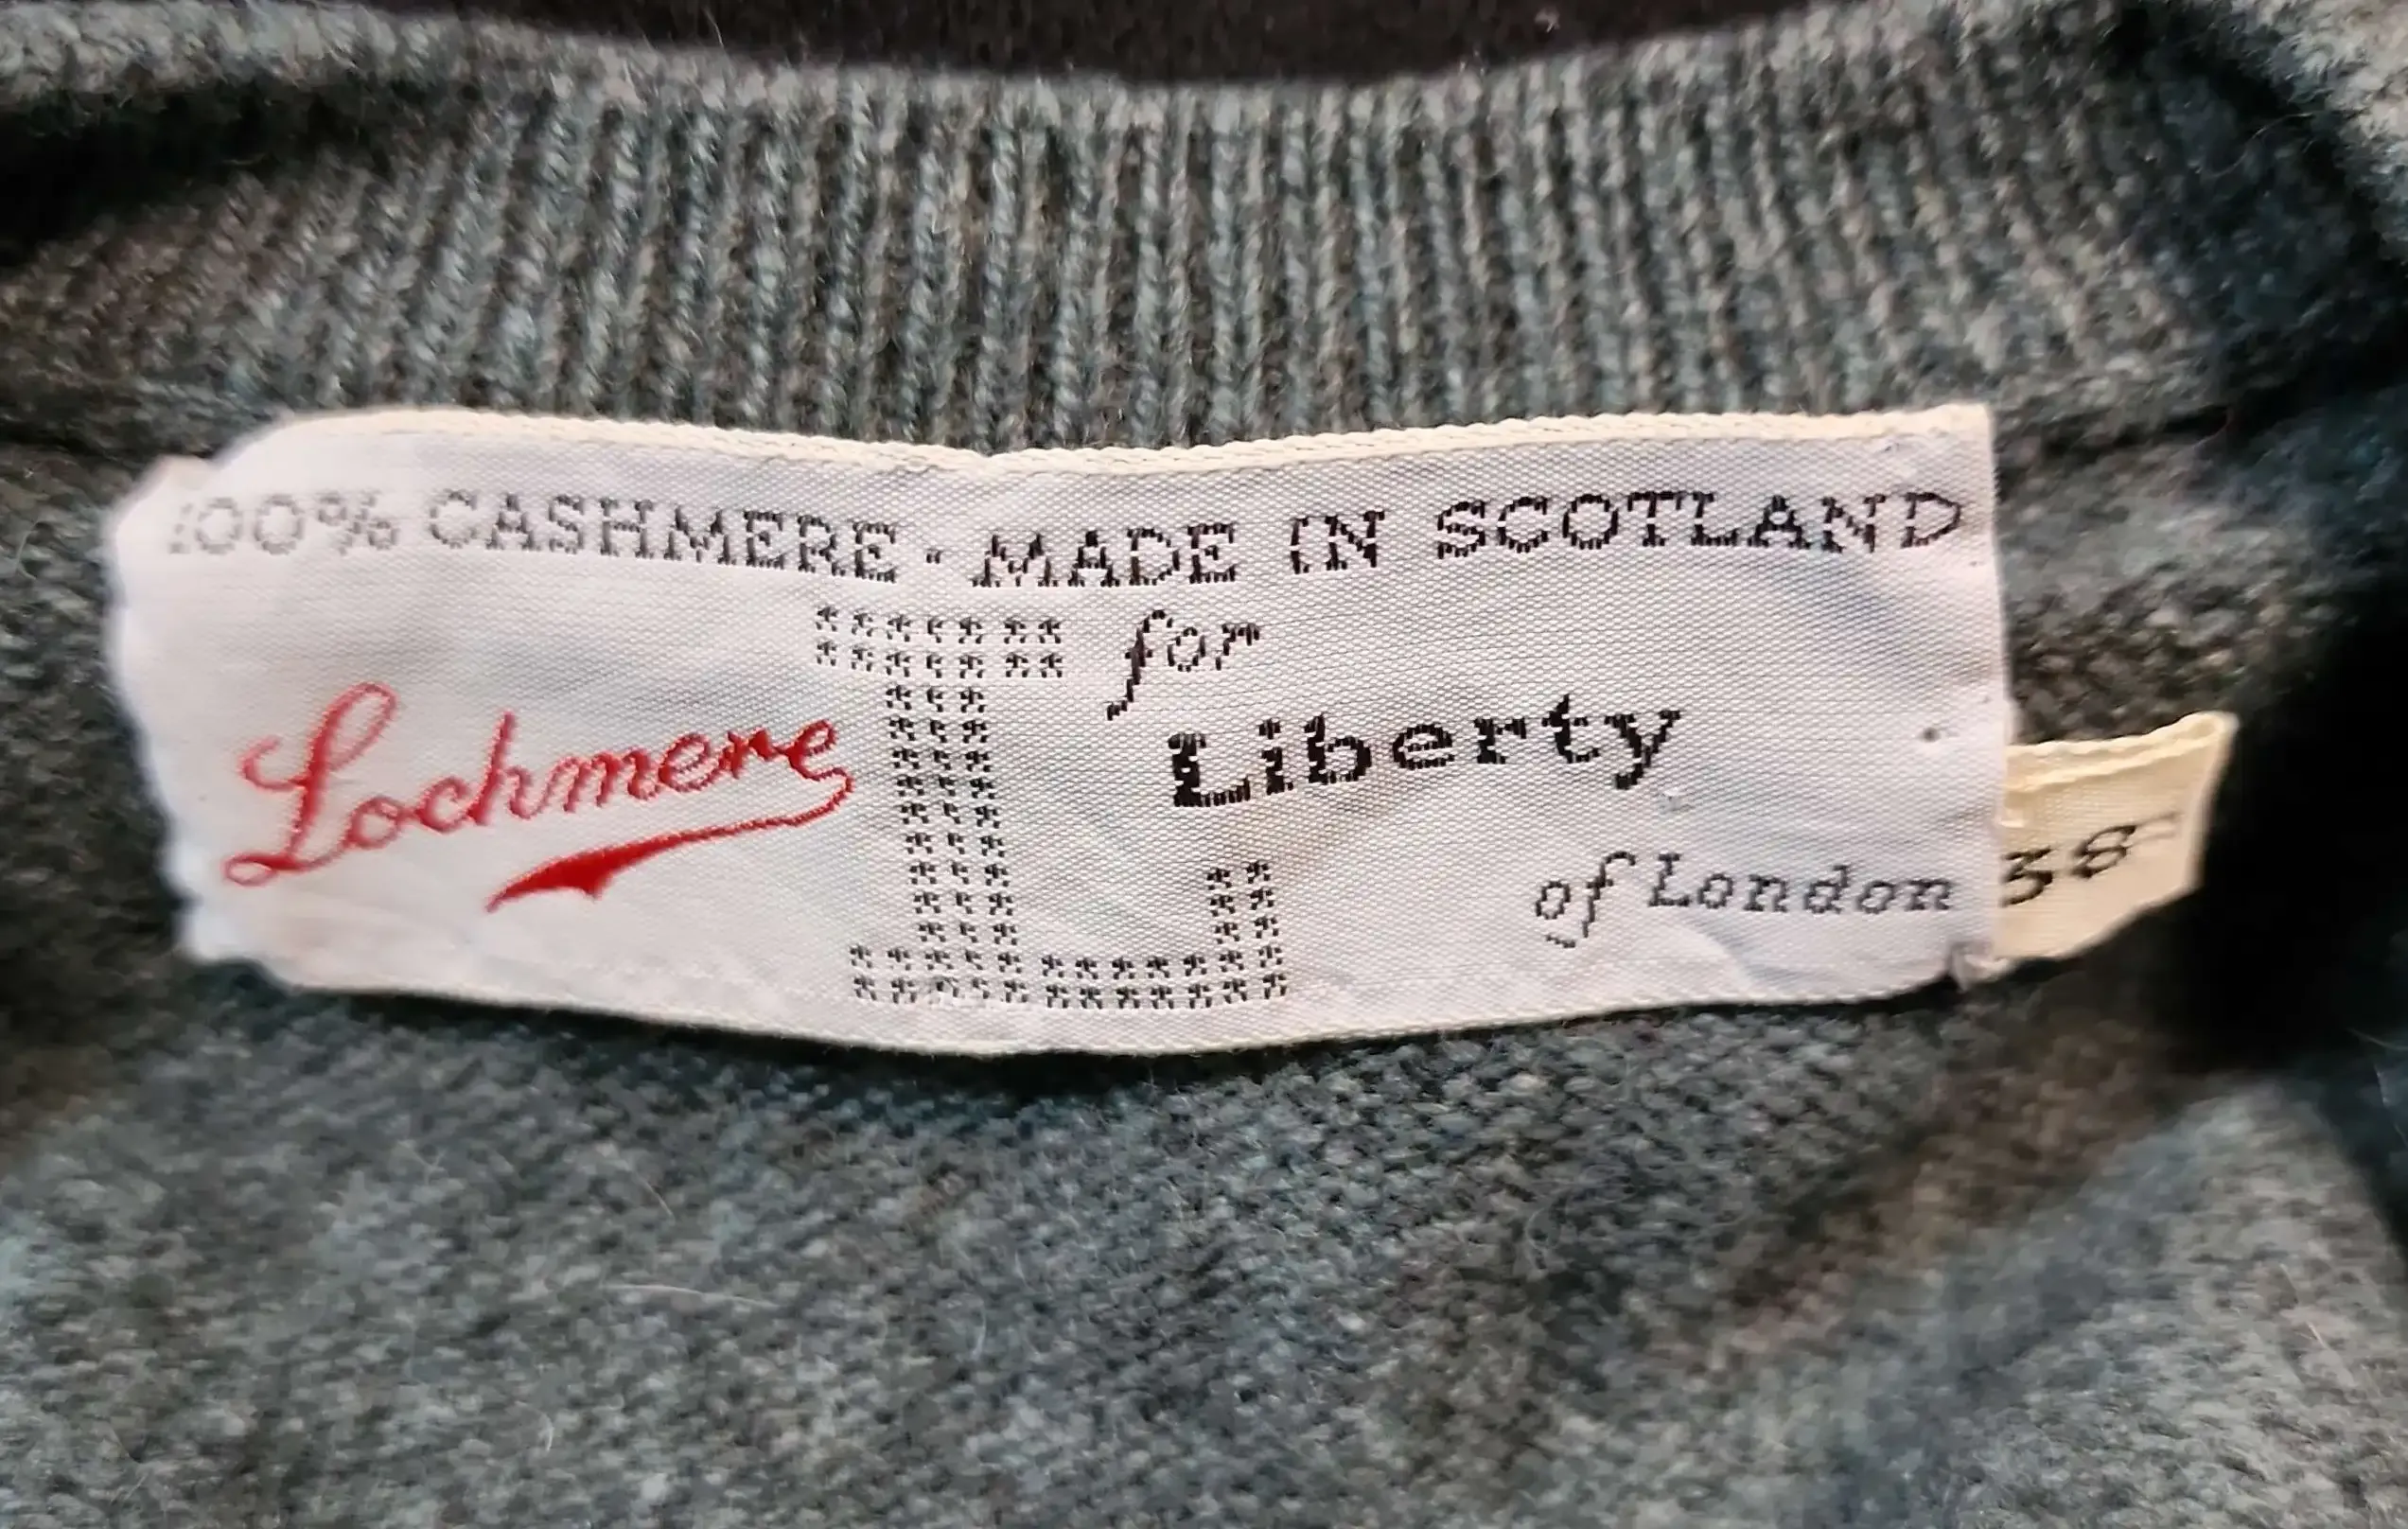 100% CASHMERE · MADE IN SCOTLAND
Lochmere
for
Liberty
of London
38"